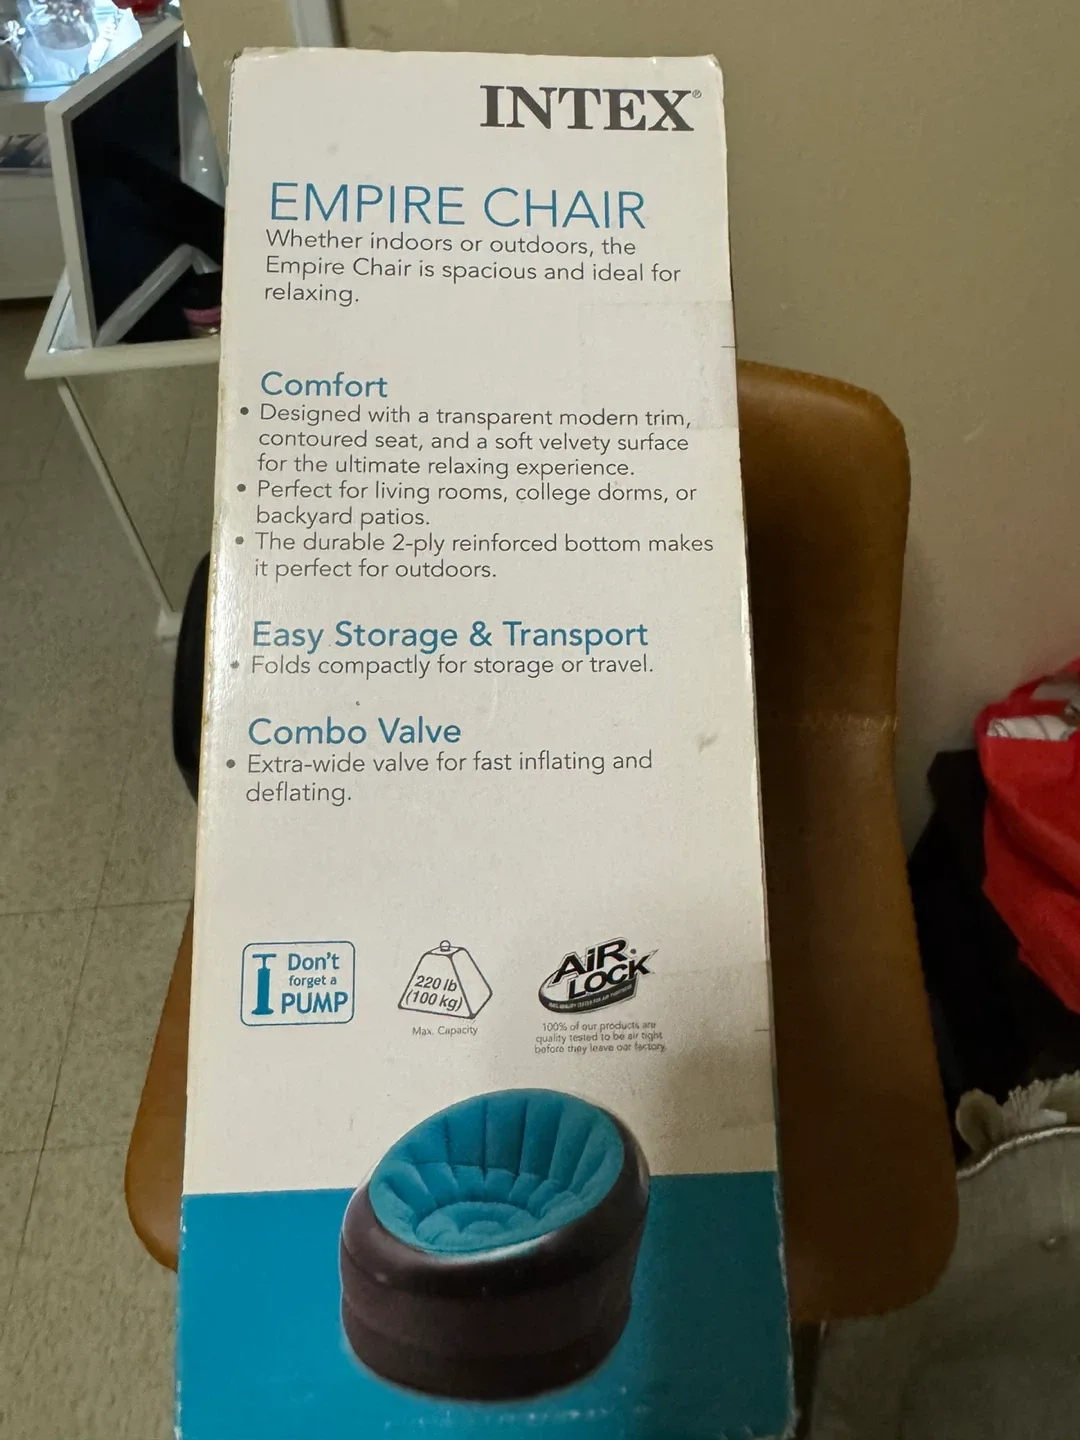 INTEX®
EMPIRE CHAIR
Whether indoors or outdoors, the
Empire Chair is spacious and ideal for
relaxing.
Comfort
• Designed with a transparent modern trim,
contoured seat, and a soft velvety surface
for the ultimate relaxing experience.
• Perfect for living rooms, college dorms, or
backyard patios.
• The durable 2-ply reinforced bottom makes
it perfect for outdoors.
Easy Storage & Transport
• Folds compactly for storage or travel.
Combo Valve
• Extra-wide valve for fast inflating and
deflating.
Don't
forget a
PUMP
220 lb
(100 kg)
Max. Capacity
AIR
LOCK
100% of our products are
quality tested to be air tight
before they leave our factory.